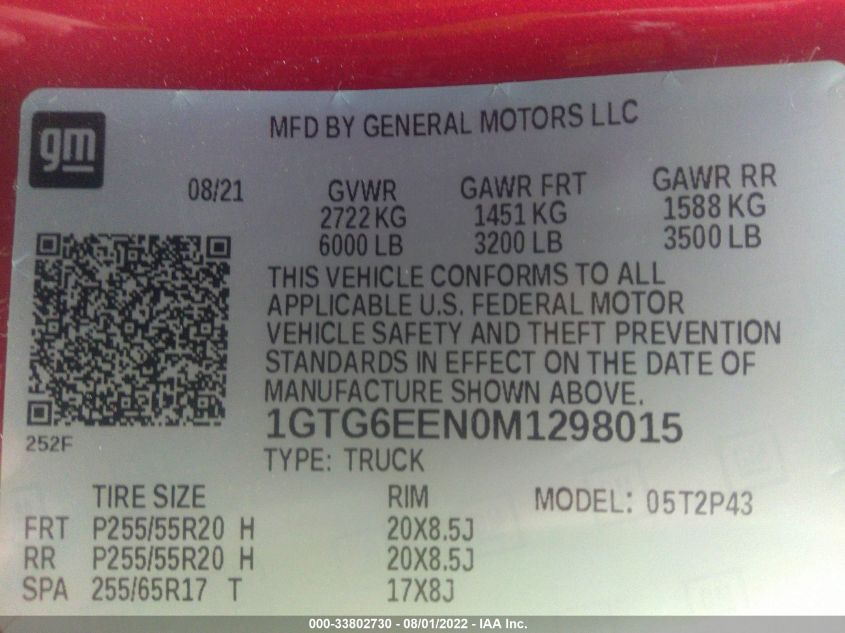 gm
MFD BY GENERAL MOTORS LLC
08/21 GVWR GAWR FRT GAWR RR
2722 KG 1451 KG 1588 KG
6000 LB 3200 LB 3500 LB
THIS VEHICLE CONFORMS TO ALL
APPLICABLE U.S. FEDERAL MOTOR
VEHICLE SAFETY AND THEFT PREVENTION
STANDARDS IN EFFECT ON THE DATE OF
MANUFACTURE SHOWN ABOVE.
252F
1GTG6EEN0M1298015
TYPE: TRUCK
TIRE SIZE RIM MODEL: 05T2P43
FRT P255/55R20 H 20X8.5J
RR P255/55R20 H 20X8.5J
SPA 255/65R17 T 17X8J
000-33802730 - 08/01/2022 - IAA Inc.